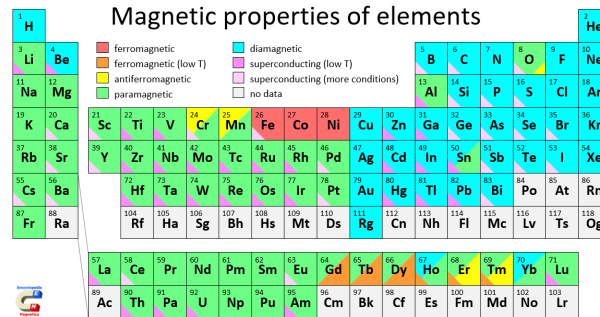 Magnetic properties of elements
ferromagnetic
ferromagnetic (low T)
antiferromagnetic
paramagnetic
diamagnetic
superconducting (low T)
superconducting (more conditions)
no data
1 2
H He
3 4 5 6 7 8 9 10
Li Be B C N O F Ne
11 12 13 14 15 16 17 18
Na Mg Al Si P S Cl Ar
19 20 21 22 23 24 25 26 27 28 29 30 31 32 33 34 35 36
K Ca Sc Ti V Cr Mn Fe Co Ni Cu Zn Ga Ge As Se Br Kr
37 38 39 40 41 42 43 44 45 46 47 48 49 50 51 52 53 54
Rb Sr Y Zr Nb Mo Tc Ru Rh Pd Ag Cd In Sn Sb Te I Xe
55 56 72 73 74 75 76 77 78 79 80 81 82 83 84 85 86
Cs Ba Hf Ta W Re Os Ir Pt Au Hg Tl Pb Bi Po At Rn
87 88 104 105 106 107 108 109 110 111 112 113 114 115 116 117 118
Fr Ra Rf Ha Sg Bh Hs Mt Ds Rg Cn Nh Fl Mc Lv Ts Og
57 58 59 60 61 62 63 64 65 66 67 68 69 70 71
La Ce Pr Nd Pm Sm Eu Gd Tb Dy Ho Er Tm Yb Lu
89 90 91 92 93 94 95 96 97 98 99 100 101 102 103
Ac Th Pa U Np Pu Am Cm Bk Cf Es Fm Md No Lr
Encyclopedia
Magnetica